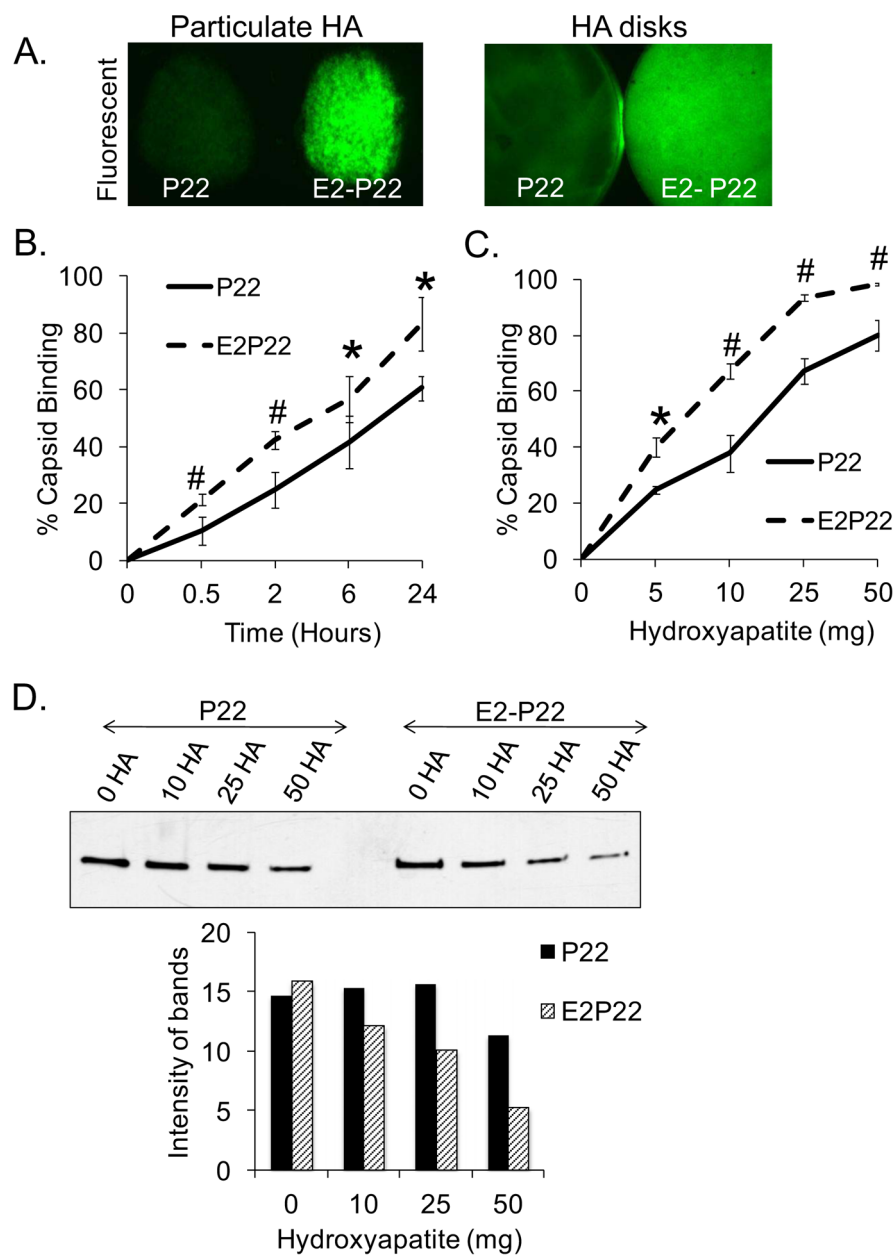 A.
Particulate HA
HA disks
Fluorescent
P22
E2-P22
P22
E2- P22
B.
100
80
60
40
20
0
% Capsid Binding
P22
E2P22
#
#
*
*
0 0.5 2 6 24
Time (Hours)
C.
100
80
60
40
20
0
% Capsid Binding
*
#
#
#
P22
E2P22
0 5 10 25 50
Hydroxyapatite (mg)
D.
P22
E2-P22
0 HA
10 HA
25 HA
50 HA
0 HA
10 HA
25 HA
50 HA
20
15
10
5
0
Intensity of bands
P22
E2P22
0 10 25 50
Hydroxyapatite (mg)